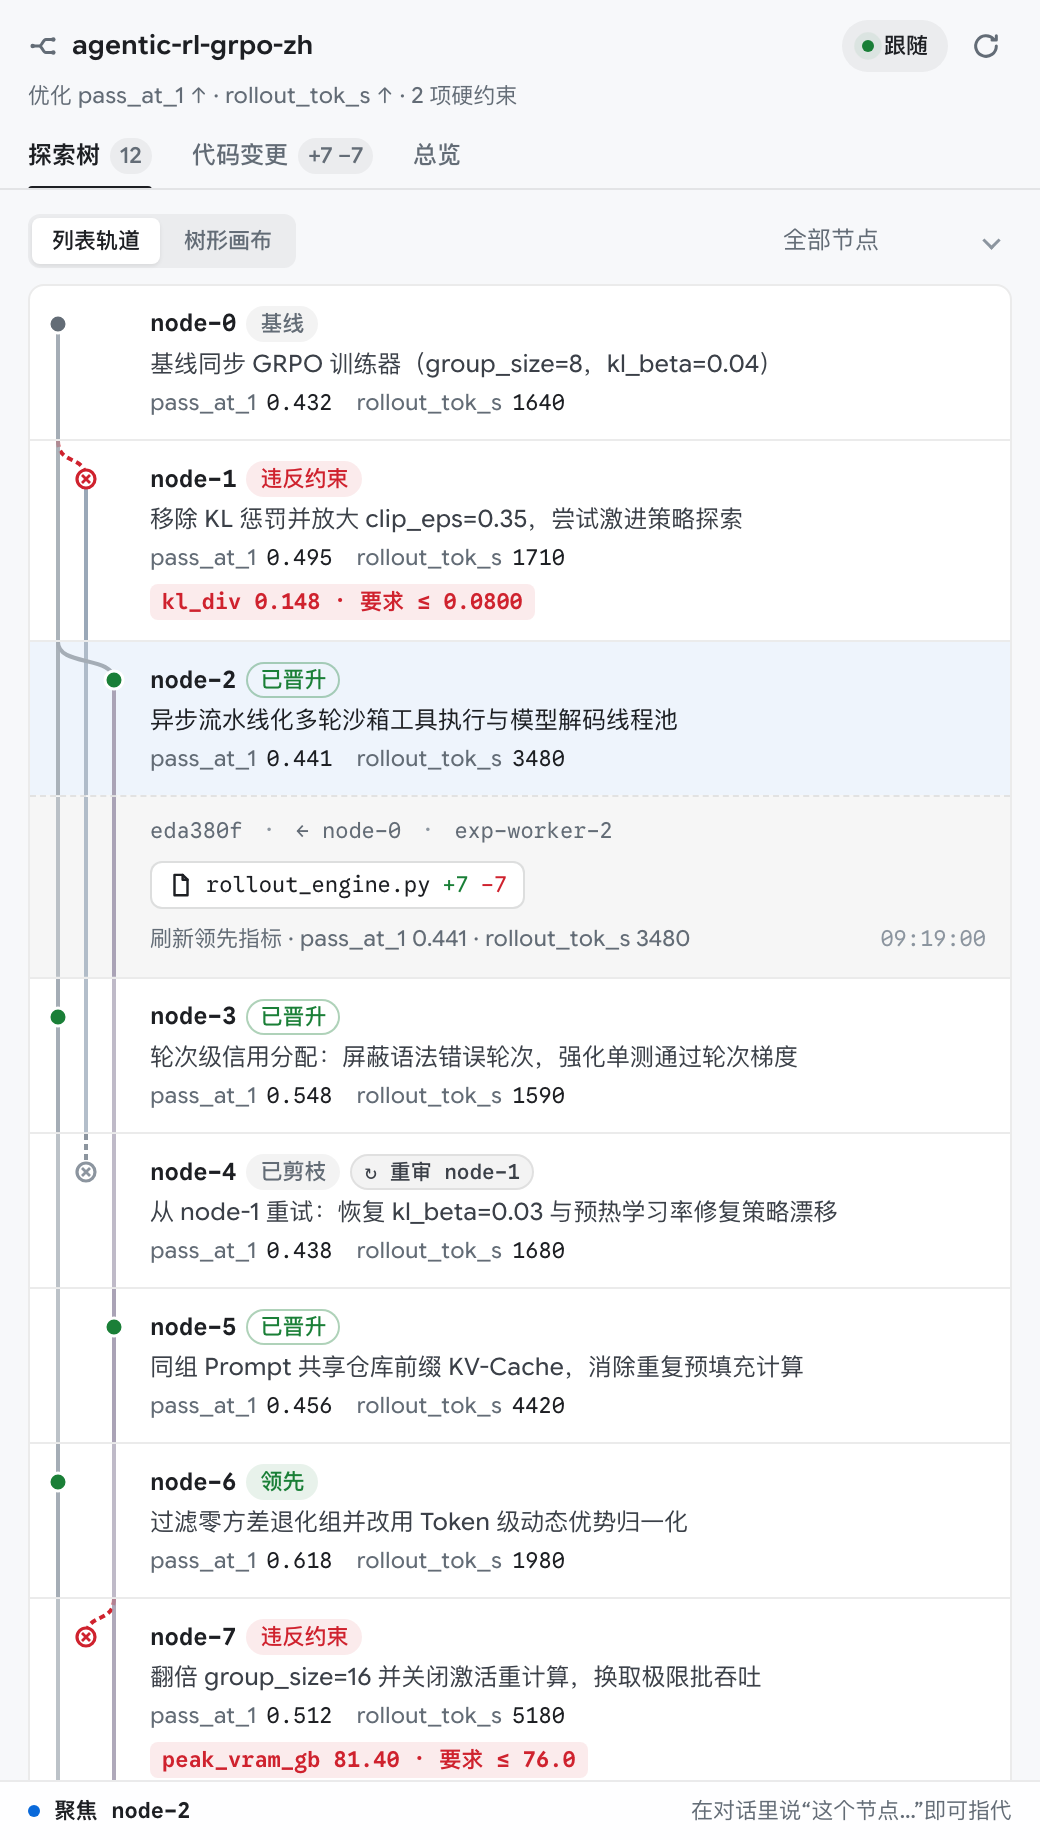 agentic-rl-grpo-zh
跟随
优化 pass_at_1 ↑ · rollout_tok_s ↑ · 2 项硬约束
探索树 12 代码变更 +7 −7 总览
列表轨道 树形画布 全部节点
node-0 基线
基线同步 GRPO 训练器（group_size=8，kl_beta=0.04）
pass_at_1 0.432 rollout_tok_s 1640
node-1 违反约束
移除 KL 惩罚并放大 clip_eps=0.35，尝试激进策略探索
pass_at_1 0.495 rollout_tok_s 1710
kl_div 0.148 · 要求 ≤ 0.0800
node-2 已晋升
异步流水线化多轮沙箱工具执行与模型解码线程池
pass_at_1 0.441 rollout_tok_s 3480
eda380f · ← node-0 · exp-worker-2
rollout_engine.py +7 −7
刷新领先指标 · pass_at_1 0.441 · rollout_tok_s 3480 09:19:00
node-3 已晋升
轮次级信用分配：屏蔽语法错误轮次，强化单测通过轮次梯度
pass_at_1 0.548 rollout_tok_s 1590
node-4 已剪枝 ↻ 重审 node-1
从 node-1 重试：恢复 kl_beta=0.03 与预热学习率修复策略漂移
pass_at_1 0.438 rollout_tok_s 1680
node-5 已晋升
同组 Prompt 共享仓库前缀 KV-Cache，消除重复预填充计算
pass_at_1 0.456 rollout_tok_s 4420
node-6 领先
过滤零方差退化组并改用 Token 级动态优势归一化
pass_at_1 0.618 rollout_tok_s 1980
node-7 违反约束
翻倍 group_size=16 并关闭激活重计算，换取极限批吞吐
pass_at_1 0.512 rollout_tok_s 5180
peak_vram_gb 81.40 · 要求 ≤ 76.0
聚焦 node-2 在对话里说“这个节点…”即可指代